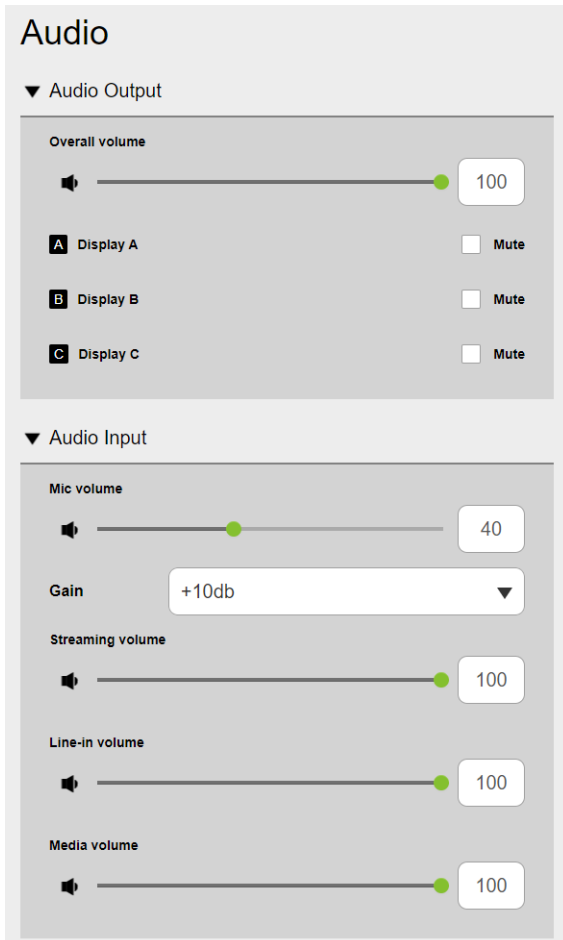 Audio
Audio Output
Overall volume
100
A Display A Mute
B Display B Mute
C Display C Mute
Audio Input
Mic volume
40
Gain +10db
Streaming volume
100
Line-in volume
100
Media volume
100